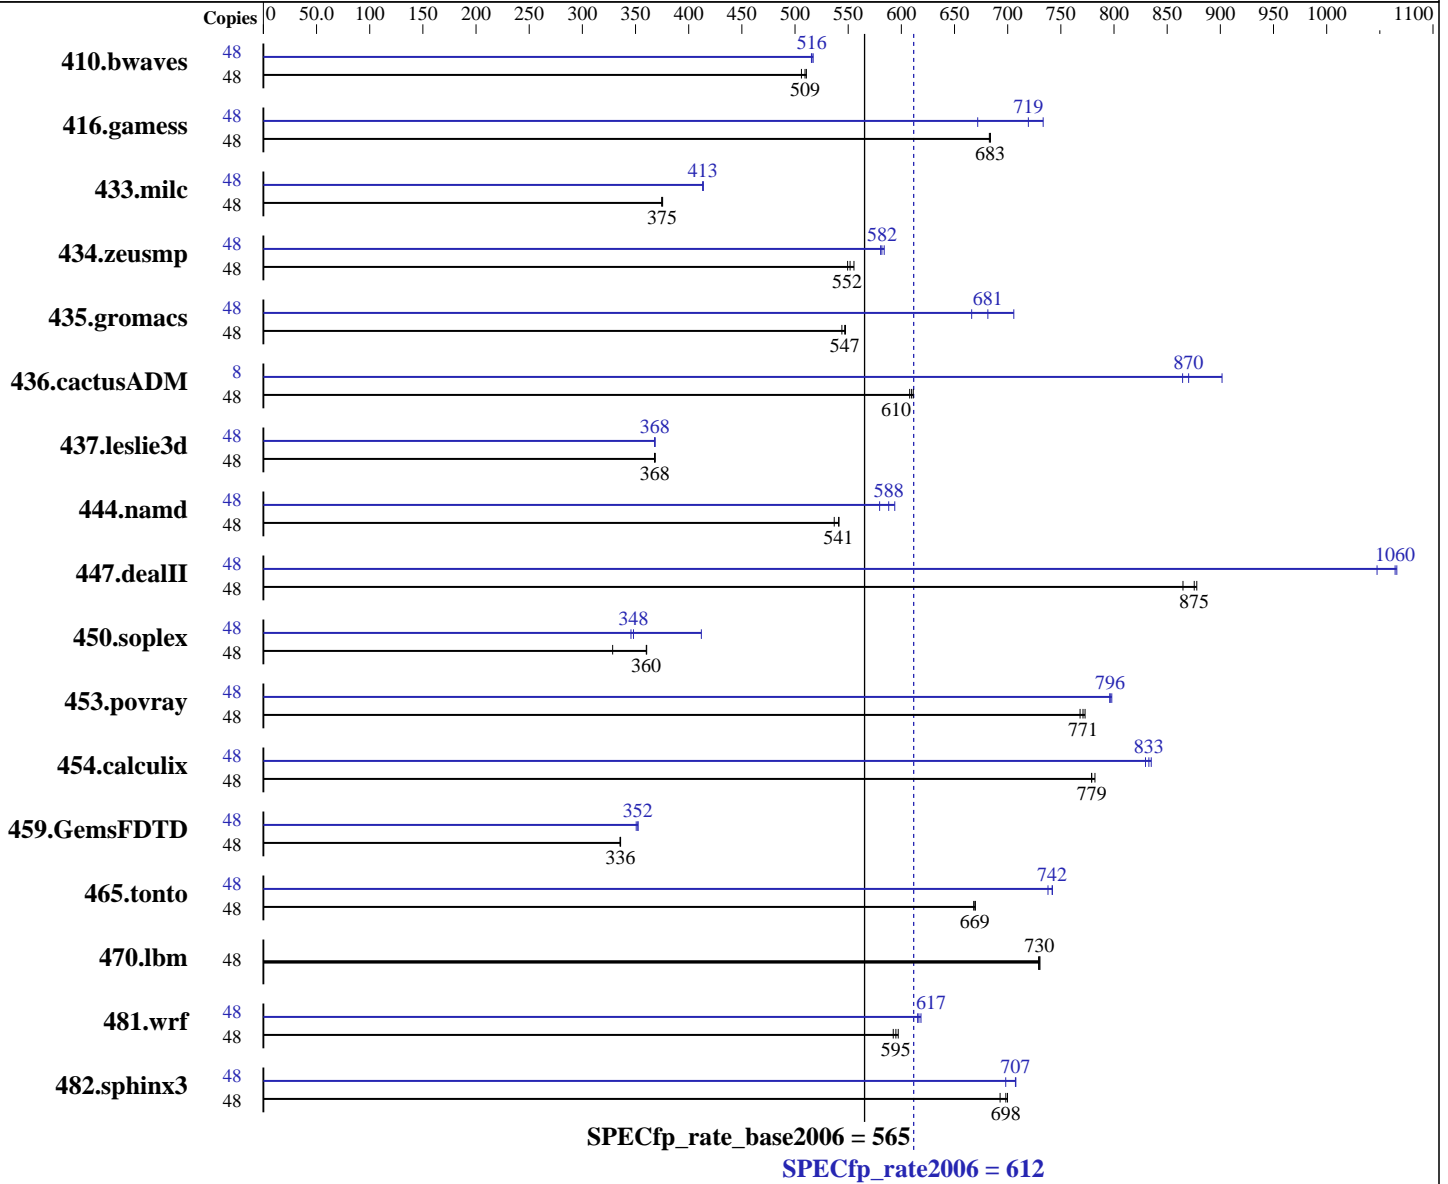 Copies 0 50.0 100 150 200 250 300 350 400 450 500 550 600 650 700 750 800 850 900 950 1000 1100
410.bwaves 48 516
48 509
416.gamess 48 719
48 683
433.milc 48 413
48 375
434.zeusmp 48 582
48 552
435.gromacs 48 681
48 547
436.cactusADM 8 870
48 610
437.leslie3d 48 368
48 368
444.namd 48 588
48 541
447.dealII 48 1060
48 875
450.soplex 48 348
48 360
453.povray 48 796
48 771
454.calculix 48 833
48 779
459.GemsFDTD 48 352
48 336
465.tonto 48 742
48 669
470.lbm 48 730
481.wrf 48 617
48 595
482.sphinx3 48 707
48 698
SPECfp_rate_base2006 = 565
SPECfp_rate2006 = 612